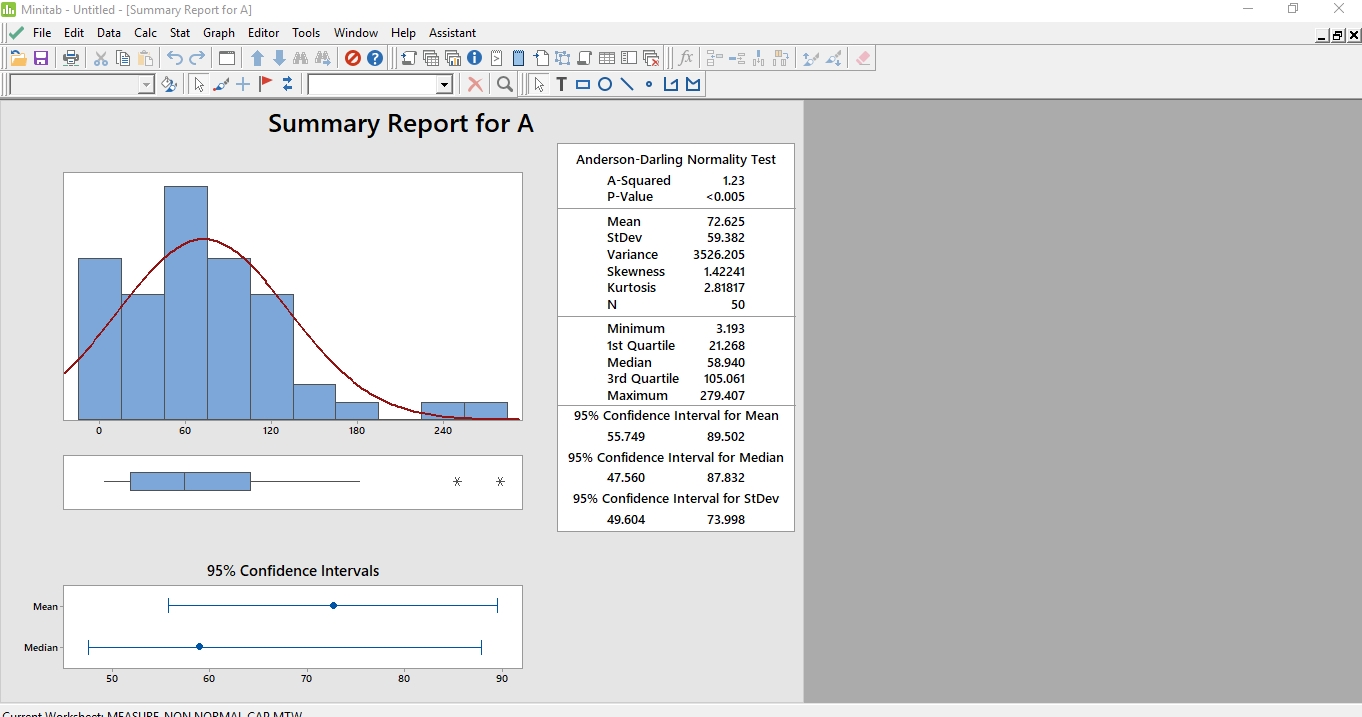 Minitab - Untitled - [Summary Report for A]
File Edit Data Calc Stat Graph Editor Tools Window Help Assistant
Summary Report for A
Anderson-Darling Normality Test
A-Squared 1.23
P-Value <0.005
Mean 72.625
StDev 59.382
Variance 3526.205
Skewness 1.42241
Kurtosis 2.81817
N 50
Minimum 3.193
1st Quartile 21.268
Median 58.940
3rd Quartile 105.061
Maximum 279.407
95% Confidence Interval for Mean
55.749 89.502
95% Confidence Interval for Median
47.560 87.832
95% Confidence Interval for StDev
49.604 73.998
0 60 120 180 240
95% Confidence Intervals
Mean
Median
50 60 70 80 90
Current Worksheet: MEASURE_NON NORMAL CAP.MTW